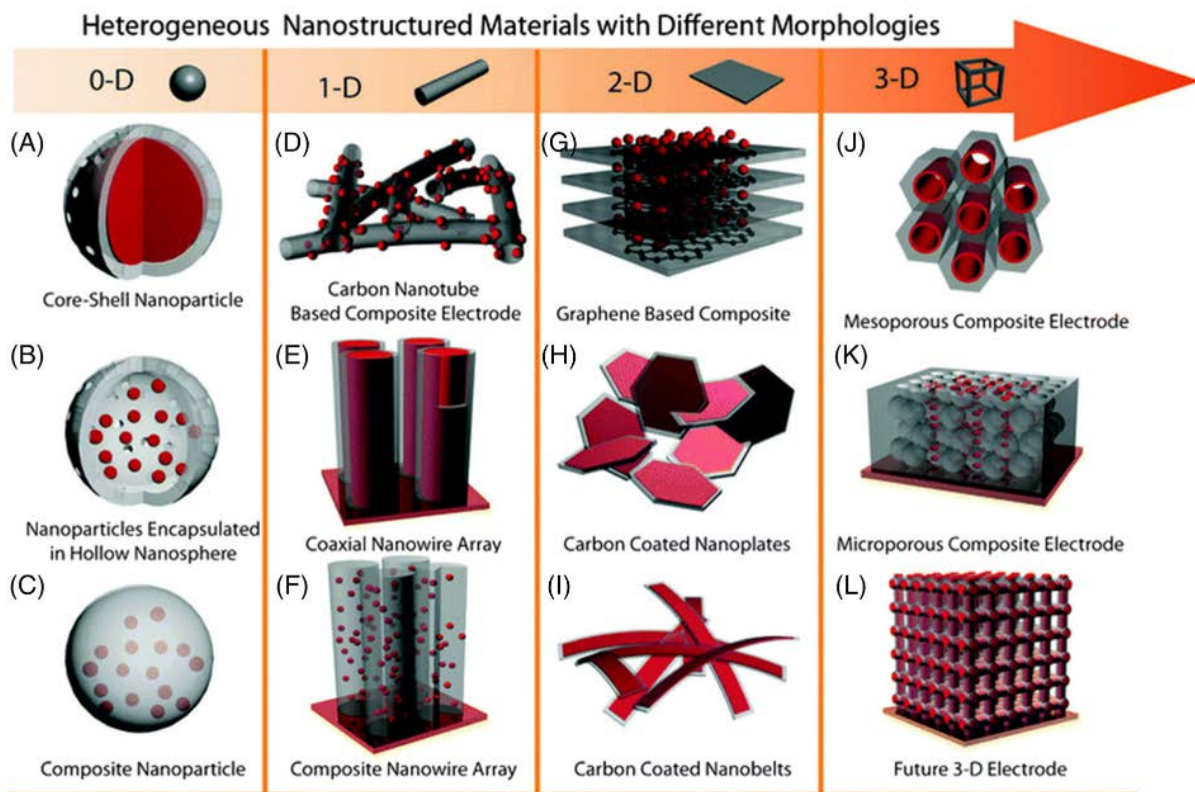 Heterogeneous Nanostructured Materials with Different Morphologies
0-D
1-D
2-D
3-D
(A)
Core-Shell Nanoparticle
(B)
Nanoparticles Encapsulated
in Hollow Nanosphere
(C)
Composite Nanoparticle
(D)
Carbon Nanotube
Based Composite Electrode
(E)
Coaxial Nanowire Array
(F)
Composite Nanowire Array
(G)
Graphene Based Composite
(H)
Carbon Coated Nanoplates
(I)
Carbon Coated Nanobelts
(J)
Mesoporous Composite Electrode
(K)
Microporous Composite Electrode
(L)
Future 3-D Electrode